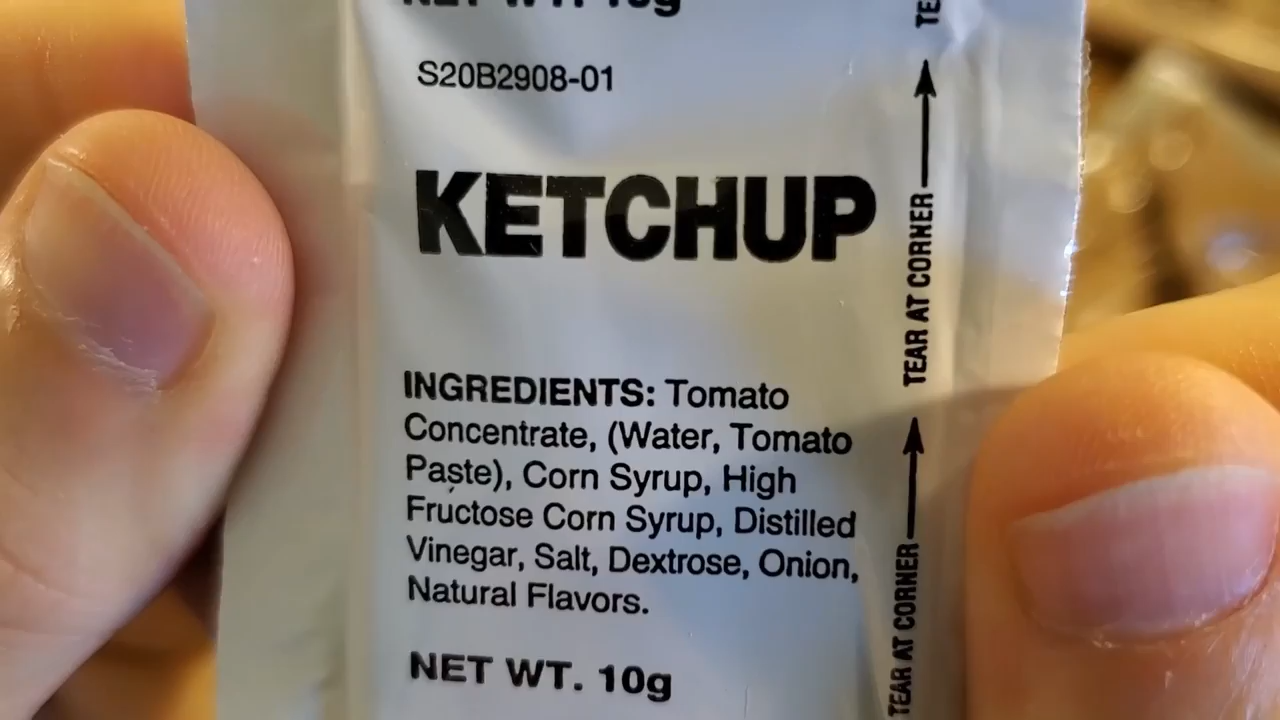 NET WT. 10g
S20B2908-01
KETCHUP
INGREDIENTS: Tomato
Concentrate, (Water, Tomato
Paste), Corn Syrup, High
Fructose Corn Syrup, Distilled
Vinegar, Salt, Dextrose, Onion,
Natural Flavors.
NET WT. 10g
TE
TEAR AT CORNER
TEAR AT CORNER